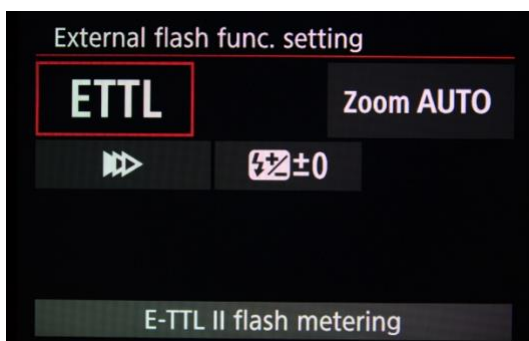 External flash func. setting
ETTL
Zoom AUTO
±0
E-TTL II flash metering